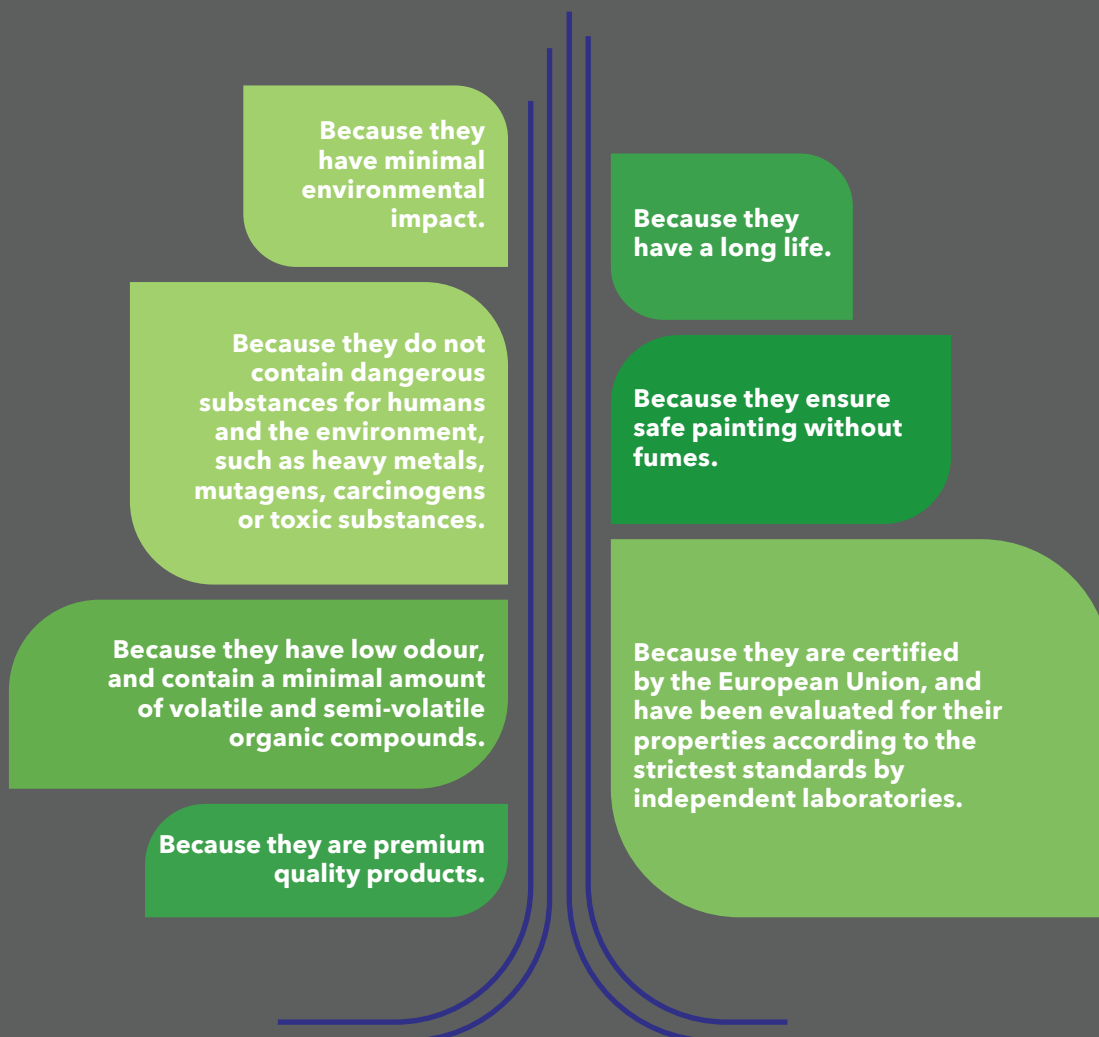 Because they
have minimal
environmental
impact.
Because they do not
contain dangerous
substances for humans
and the environment,
such as heavy metals,
mutagens, carcinogens
or toxic substances.
Because they have low odour,
and contain a minimal amount
of volatile and semi-volatile
organic compounds.
Because they are premium
quality products.
Because they
have a long life.
Because they ensure
safe painting without
fumes.
Because they are certified
by the European Union, and
have been evaluated for their
properties according to the
strictest standards by
independent laboratories.